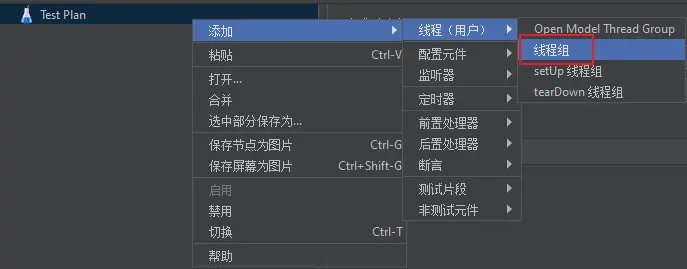 Test Plan
添加
粘贴 Ctrl-V
打开...
合并
选中部分保存为...
保存节点为图片 Ctrl-G
保存屏幕为图片 Ctrl+Shift-G
启用
禁用
切换 Ctrl-T
帮助
线程（用户）
配置元件
监听器
定时器
前置处理器
后置处理器
断言
测试片段
非测试元件
Open Model Thread Group
线程组
setUp 线程组
tearDown 线程组